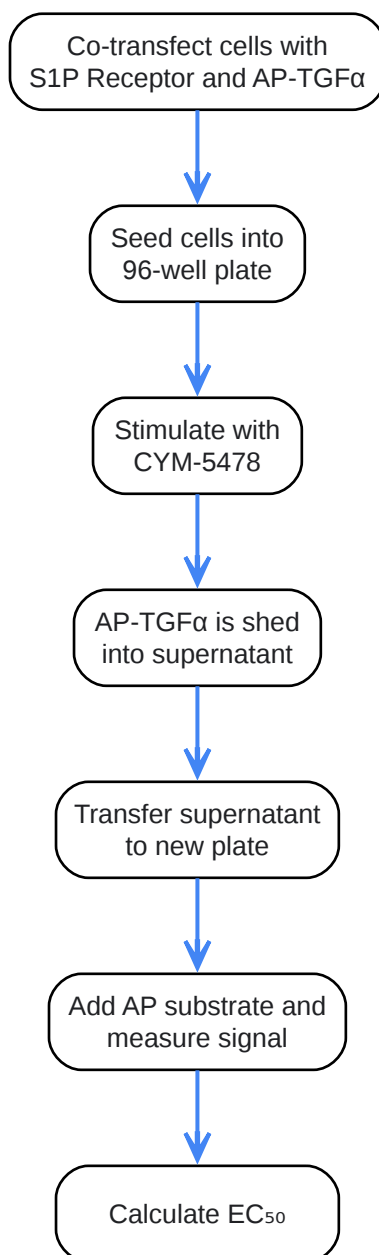 Co-transfect cells with
S1P Receptor and AP-TGFα
Seed cells into
96-well plate
Stimulate with
CYM-5478
AP-TGFα is shed
into supernatant
Transfer supernatant
to new plate
Add AP substrate and
measure signal
Calculate EC₅₀